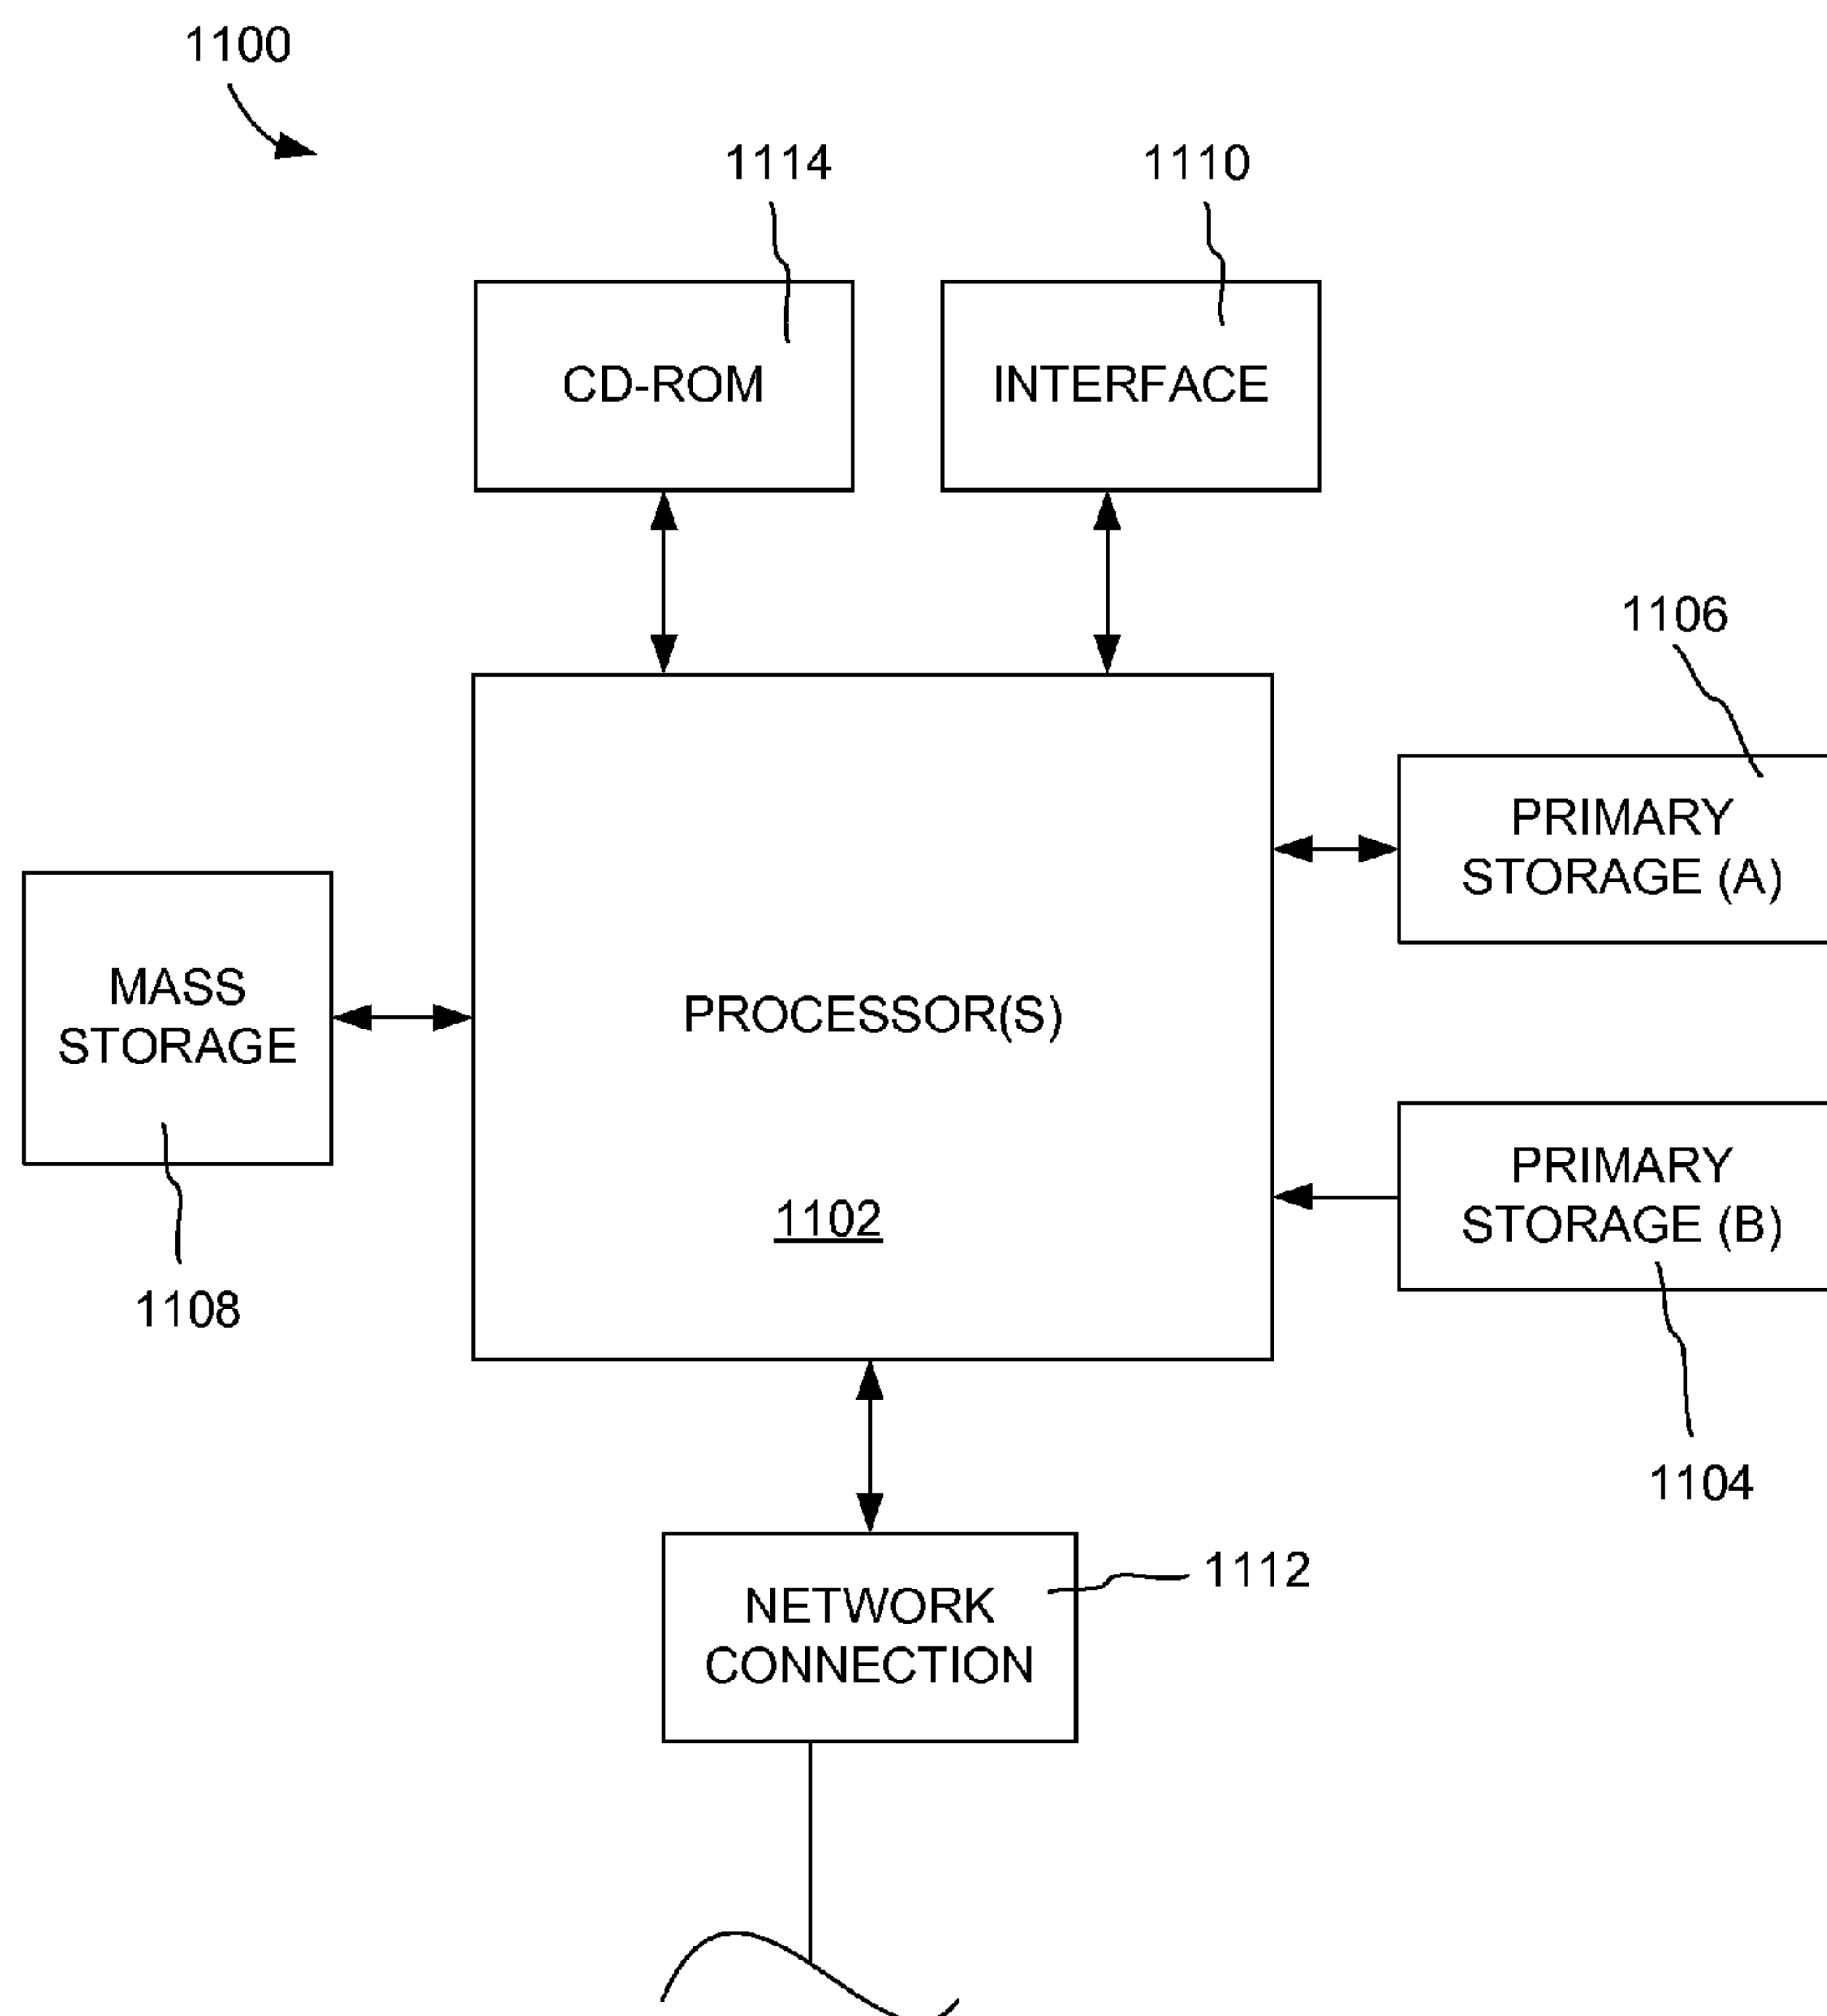 1100
1114
1110
CD-ROM
INTERFACE
1106
PRIMARY
STORAGE (A)
MASS
STORAGE
PROCESSOR(S)
PRIMARY
STORAGE (B)
1102
1108
1104
1112
NETWORK
CONNECTION